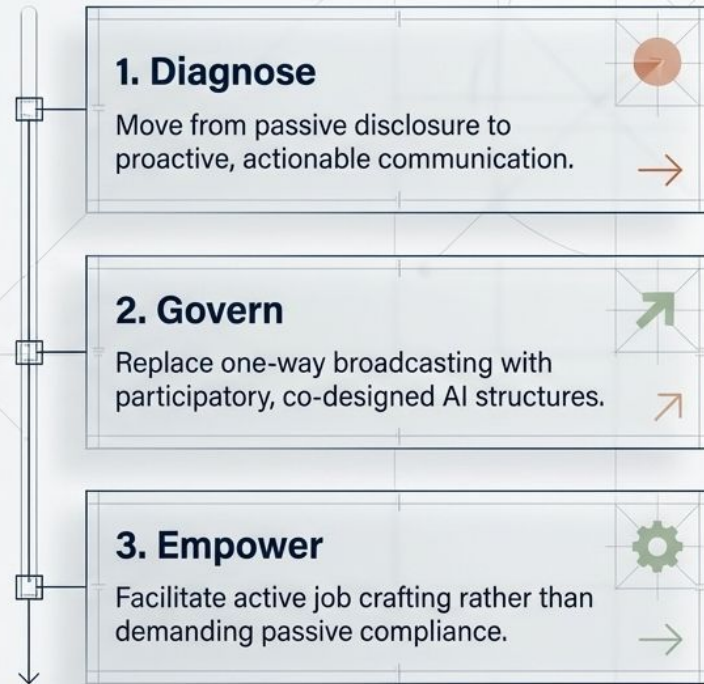 1. Diagnose
Move from passive disclosure to
proactive, actionable communication.
2. Govern
Replace one-way broadcasting with
participatory, co-designed AI structures.
3. Empower
Facilitate active job crafting rather than
demanding passive compliance.